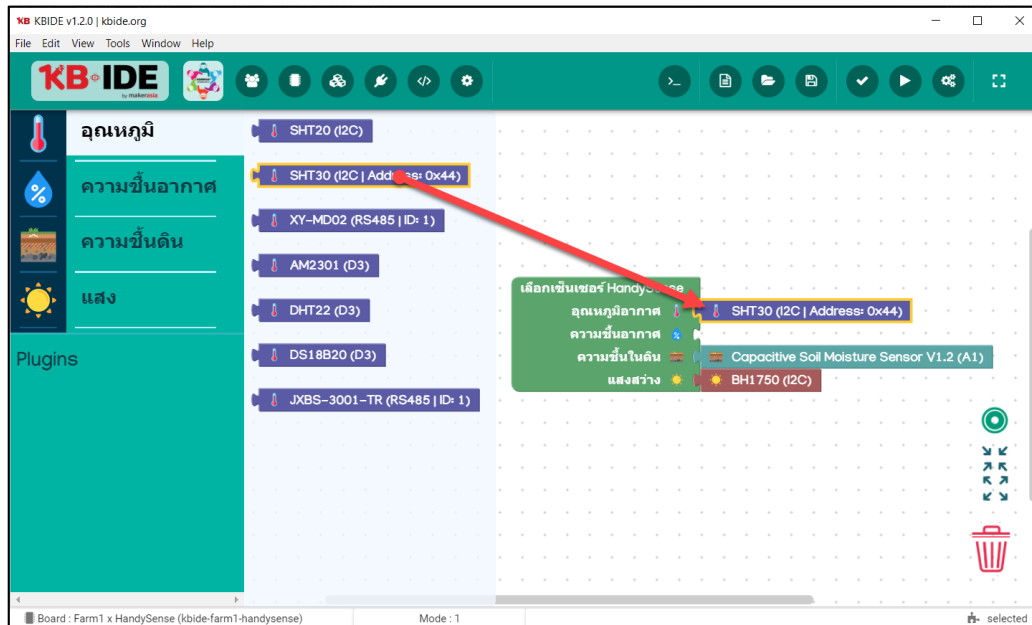 KB KBIDE v1.2.0 | kbide.org
File Edit View Tools Window Help
KB IDE
by makerasia
อุณหภูมิ
ความชื้นอากาศ
ความชื้นดิน
แสง
Plugins
SHT20 (I2C)
SHT30 (I2C | Address: 0x44)
XY-MD02 (RS485 | ID: 1)
AM2301 (D3)
DHT22 (D3)
DS18B20 (D3)
JXBS-3001-TR (RS485 | ID: 1)
เลือกเซ็นเซอร์ HandySense
อุณหภูมิอากาศ SHT30 (I2C | Address: 0x44)
ความชื้นอากาศ
ความชื้นในดิน Capacitive Soil Moisture Sensor V1.2 (A1)
แสงสว่าง BH1750 (I2C)
Board : Farm1 x HandySense (kbide-farm1-handysense) Mode : 1 selected